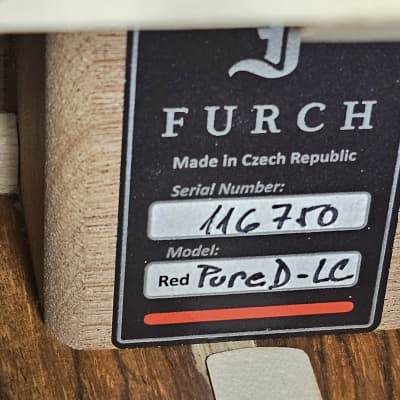 FURCH
Made in Czech Republic
Serial Number:
116750
Model:
Red Pure D-LC